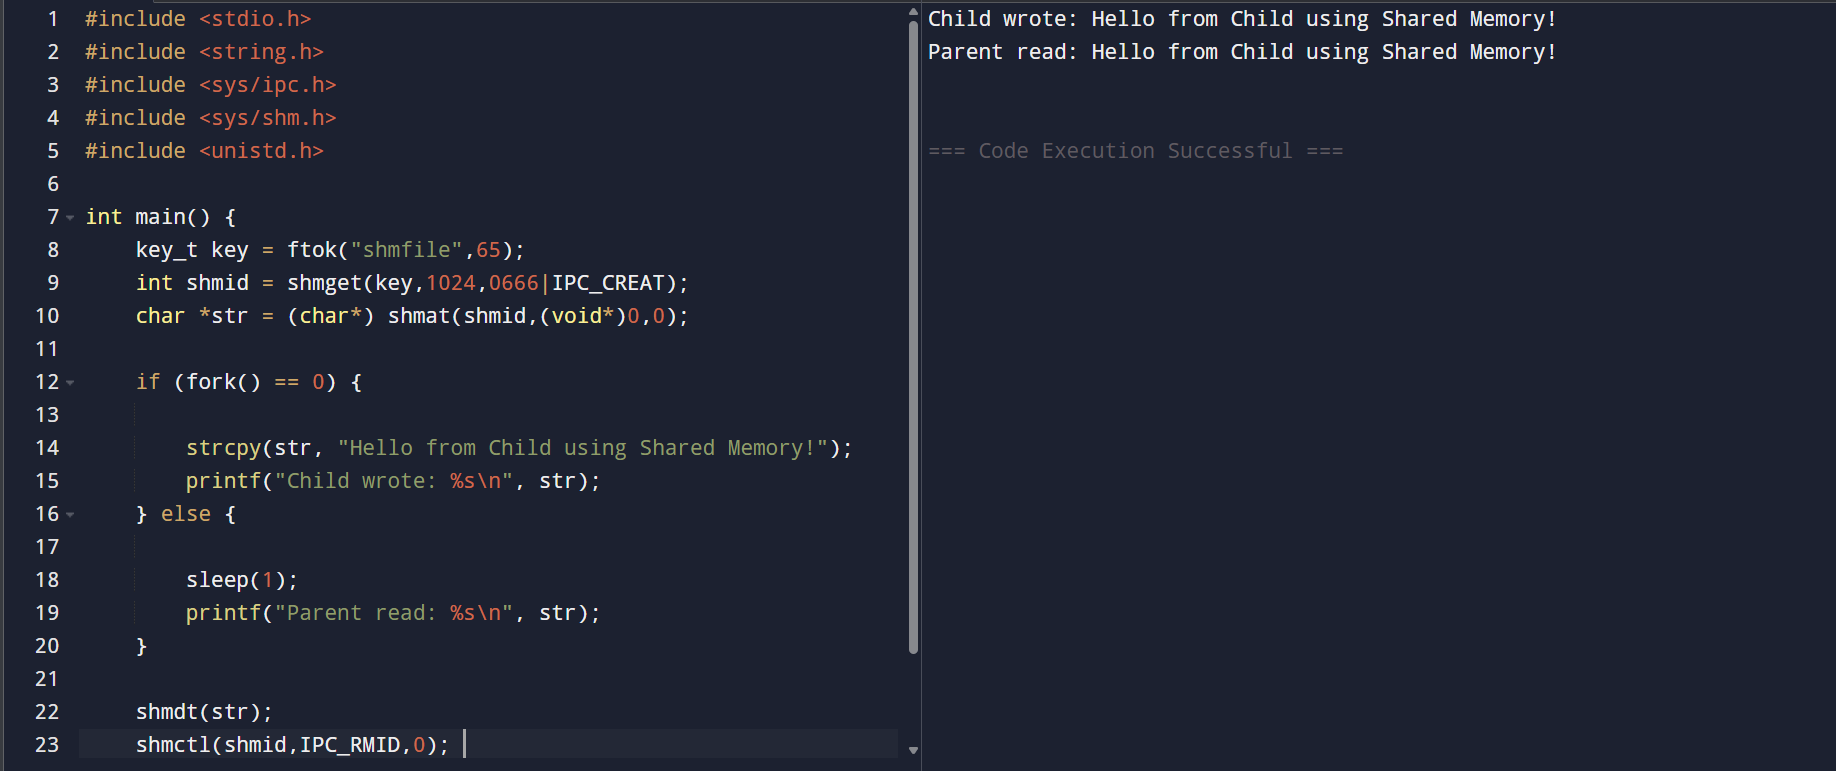 1 #include <stdio.h>
2 #include <string.h>
3 #include <sys/ipc.h>
4 #include <sys/shm.h>
5 #include <unistd.h>
6
7 int main() {
8     key_t key = ftok("shmfile",65);
9     int shmid = shmget(key,1024,0666|IPC_CREAT);
10     char *str = (char*) shmat(shmid,(void*)0,0);
11
12     if (fork() == 0) {
13
14         strcpy(str, "Hello from Child using Shared Memory!");
15         printf("Child wrote: %s\n", str);
16     } else {
17
18         sleep(1);
19         printf("Parent read: %s\n", str);
20     }
21
22     shmdt(str);
23     shmctl(shmid,IPC_RMID,0);
Child wrote: Hello from Child using Shared Memory!
Parent read: Hello from Child using Shared Memory!
=== Code Execution Successful ===